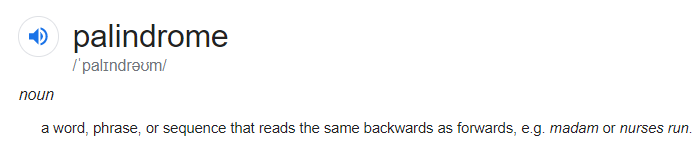 palindrome
/ˈpalɪndrəʊm/
noun
a word, phrase, or sequence that reads the same backwards as forwards, e.g. madam or nurses run.